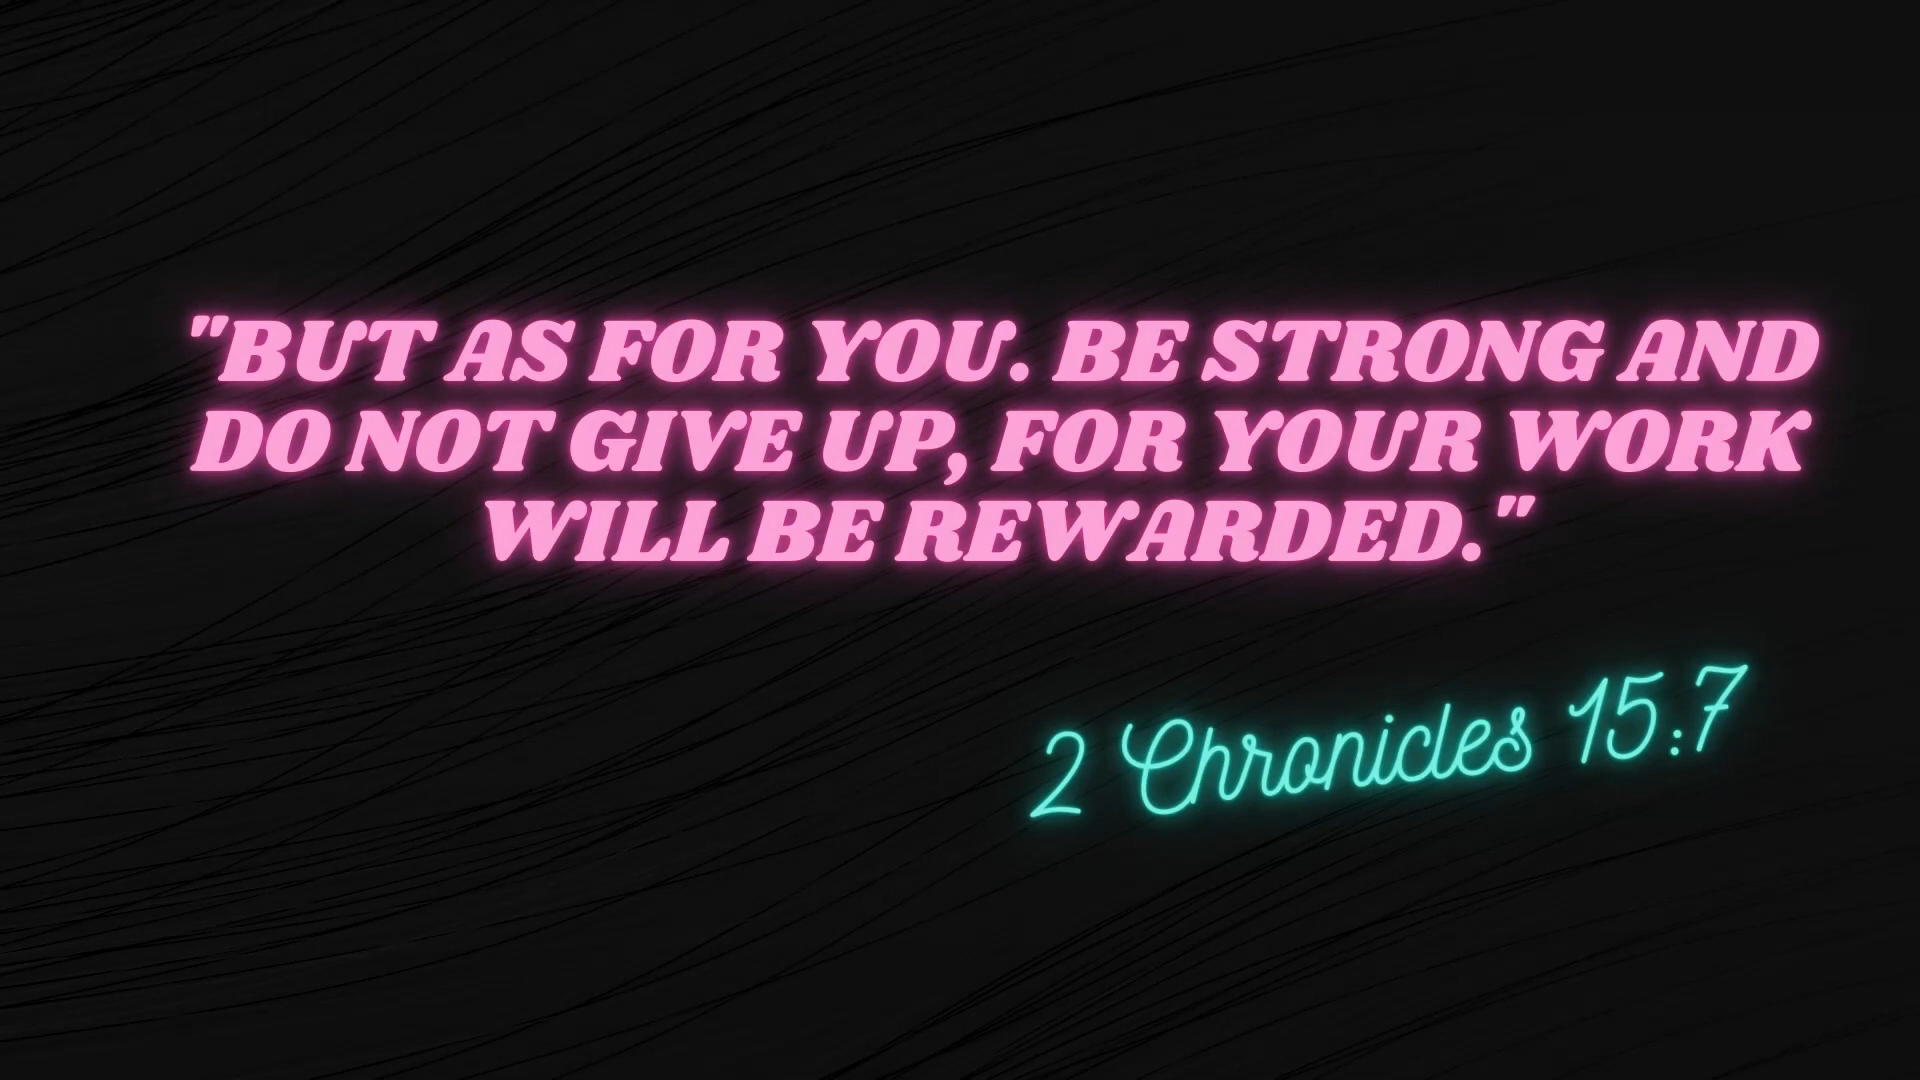 "BUT AS FOR YOU. BE STRONG AND
DO NOT GIVE UP, FOR YOUR WORK
WILL BE REWARDED."
2 Chronicles 15:7